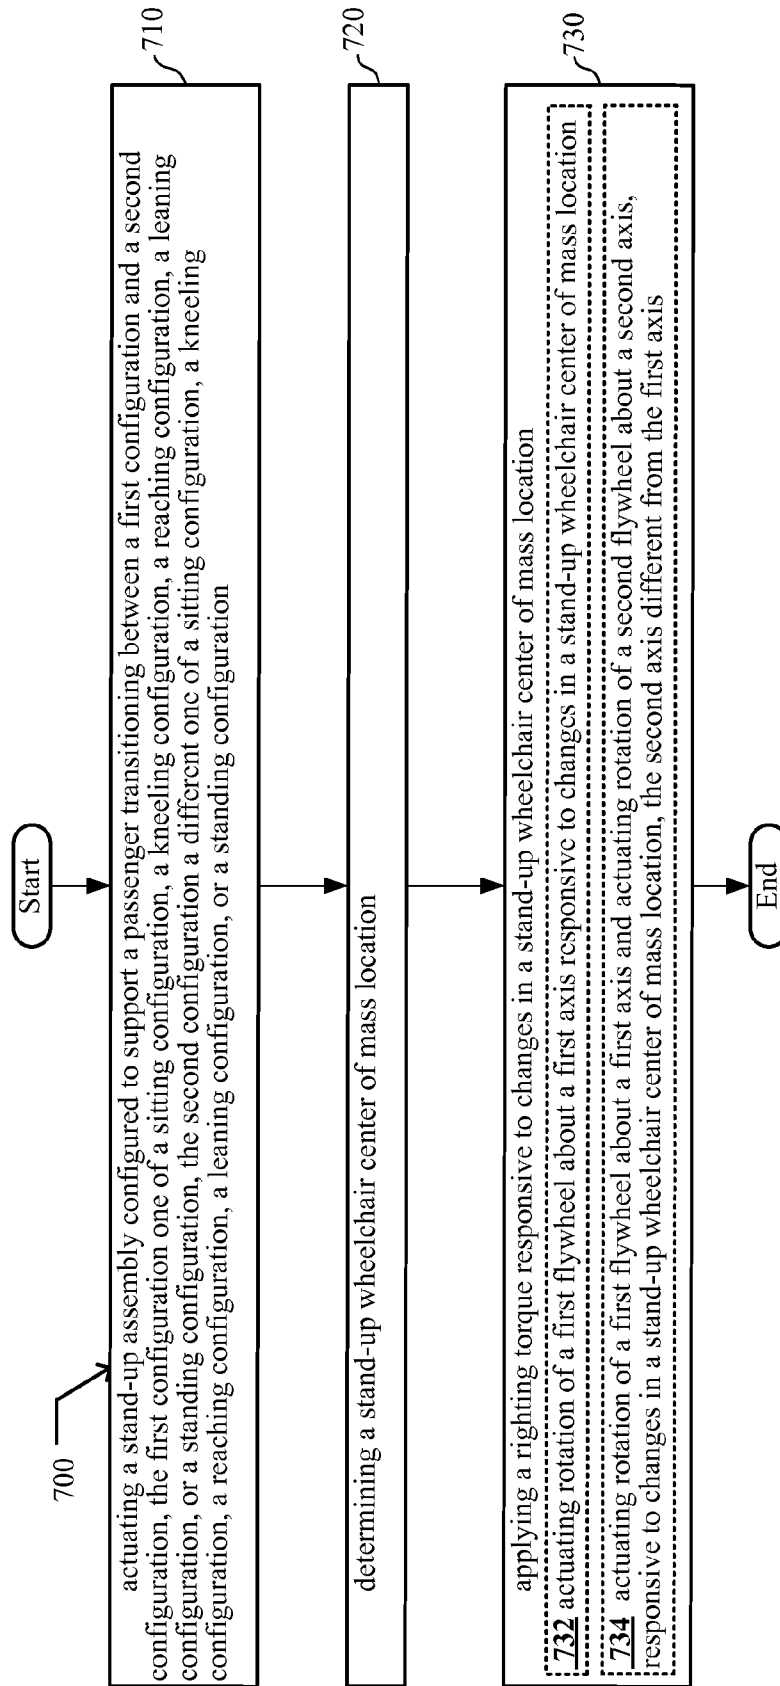 700
Start
actuating a stand-up assembly configured to support a passenger transitioning between a first configuration and a second
configuration, the first configuration one of a sitting configuration, a kneeling configuration, a reaching configuration, a leaning
configuration, or a standing configuration, the second configuration a different one of a sitting configuration, a kneeling
configuration, a reaching configuration, a leaning configuration, or a standing configuration
710
determining a stand-up wheelchair center of mass location
720
applying a righting torque responsive to changes in a stand-up wheelchair center of mass location
732 actuating rotation of a first flywheel about a first axis responsive to changes in a stand-up wheelchair center of mass location
734 actuating rotation of a first flywheel about a first axis and actuating rotation of a second flywheel about a second axis,
responsive to changes in a stand-up wheelchair center of mass location, the second axis different from the first axis
730
End